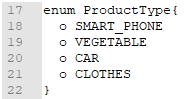 17 enum ProductType{
18 o SMART_PHONE
19 o VEGETABLE
20 o CAR
21 o CLOTHES
22 }